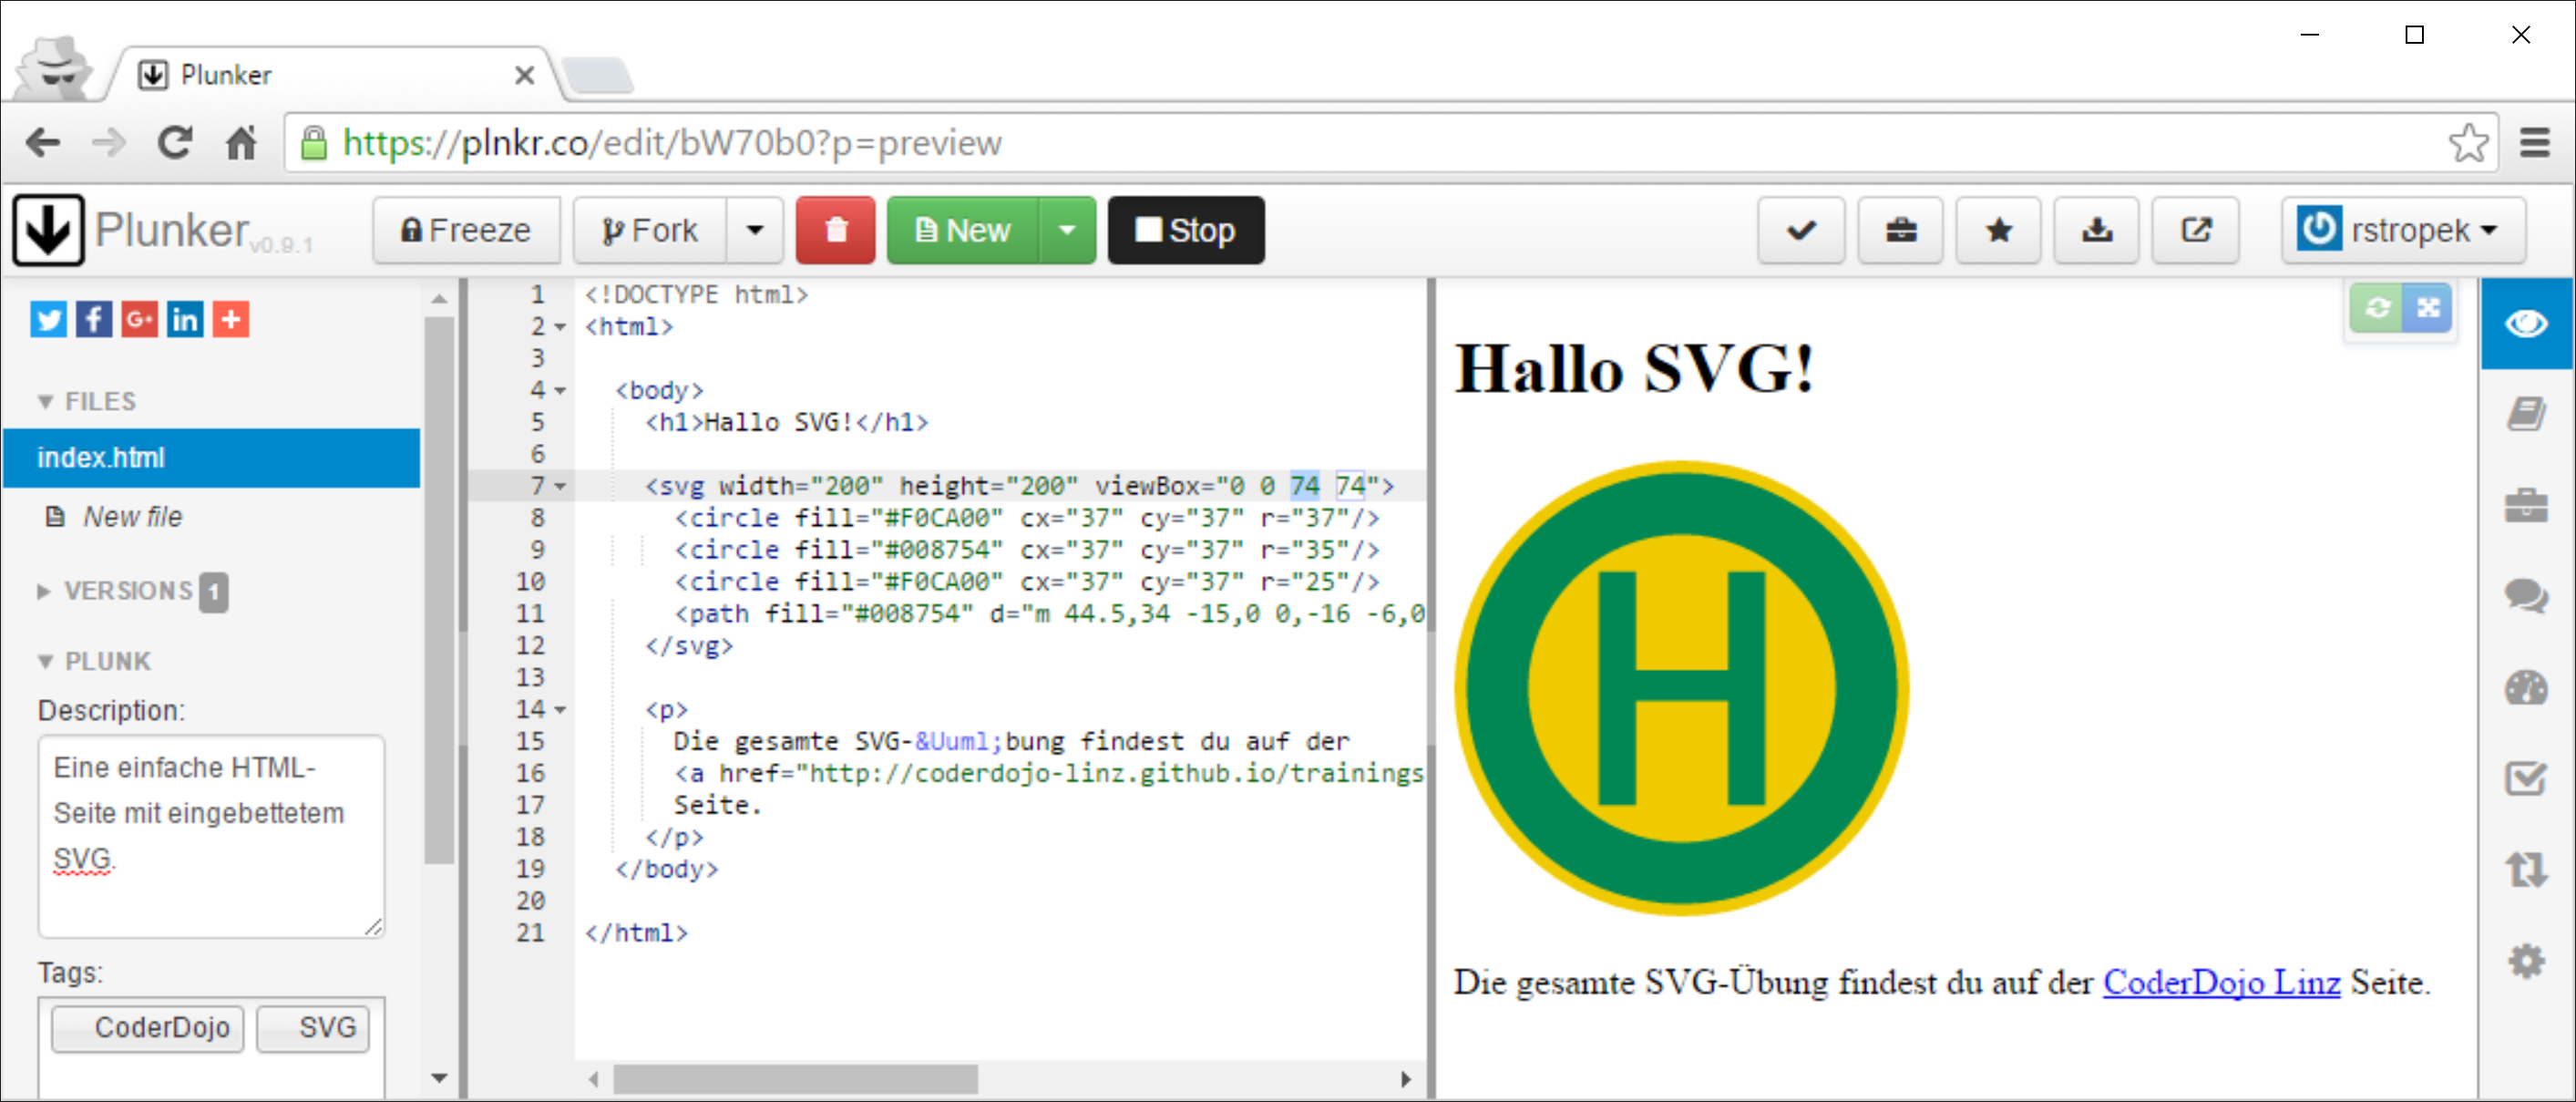 Plunker
https://plnkr.co/edit/bW70b0?p=preview
Plunker v0.9.1
Freeze
Fork
New
Stop
rstropek
FILES
index.html
New file
VERSIONS 1
PLUNK
Description:
Eine einfache HTML-
Seite mit eingebettetem
SVG.
Tags:
CoderDojo
SVG
1 <!DOCTYPE html>
2 <html>
3
4 <body>
5 <h1>Hallo SVG!</h1>
6
7 <svg width="200" height="200" viewBox="0 0 74 74">
8 <circle fill="#F0CA00" cx="37" cy="37" r="37"/>
9 <circle fill="#008754" cx="37" cy="37" r="35"/>
10 <circle fill="#F0CA00" cx="37" cy="37" r="25"/>
11 <path fill="#008754" d="m 44.5,34 -15,0 0,-16 -6,0
12 </svg>
13
14 <p>
15 Die gesamte SVG-&Uuml;bung findest du auf der
16 <a href="http://coderdojo-linz.github.io/trainings
17 Seite.
18 </p>
19 </body>
20
21 </html>
Hallo SVG!
H
Die gesamte SVG-Übung findest du auf der CoderDojo Linz Seite.